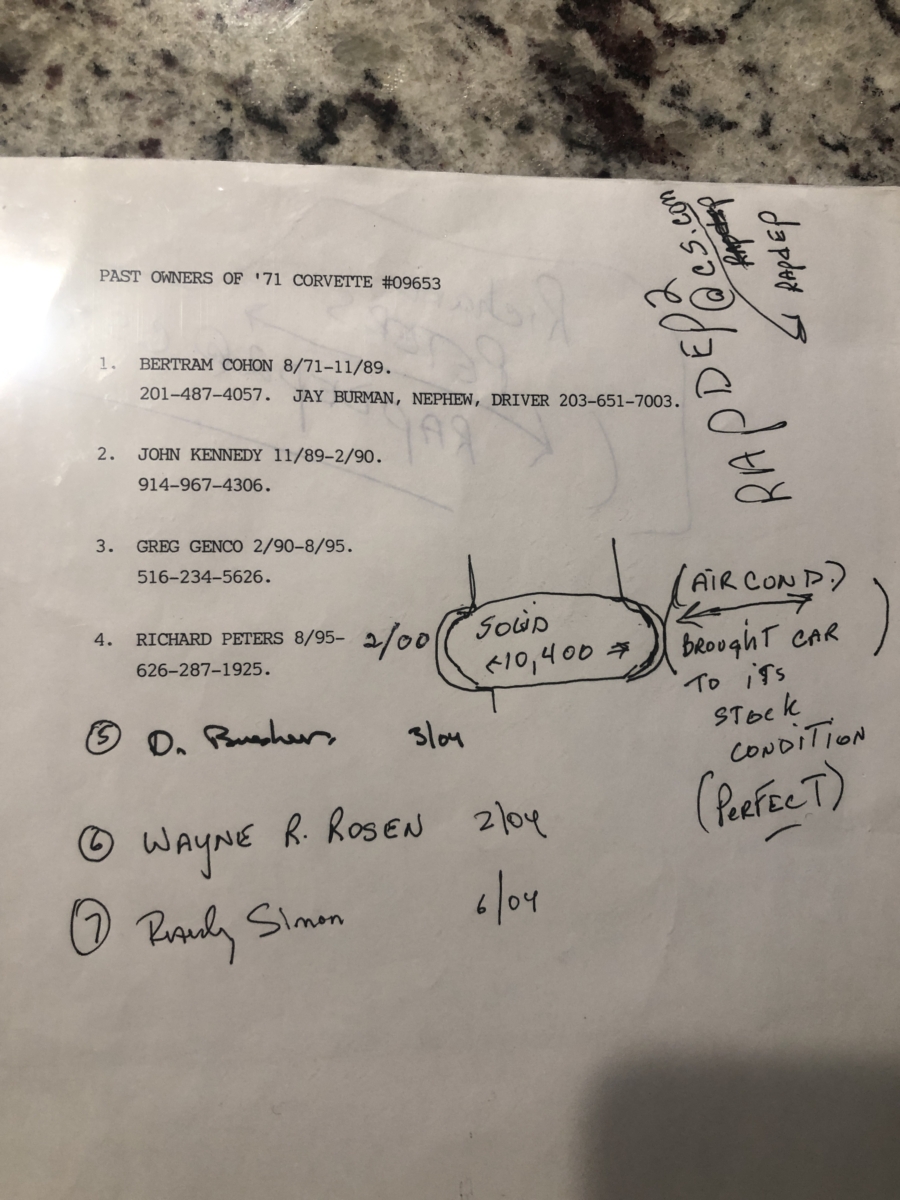 PAST OWNERS OF '71 CORVETTE #09653
1. BERTRAM COHON 8/71-11/89.
201-487-4057. JAY BURMAN, NEPHEW, DRIVER 203-651-7003.
2. JOHN KENNEDY 11/89-2/90.
914-967-4306.
3. GREG GENCO 2/90-8/95.
516-234-5626.
4. RICHARD PETERS 8/95- 2/00
626-287-1925.
SOLID
10,400
(AIR COND.)
BROUGHT CAR
TO ITS
STOCK
CONDITION
(PERFECT)
5 D. 3/04
6 WAYNE R. ROSEN 2/04
7 Randy Simon 6/04
RAPDEP2@cs.com
RAPDEP